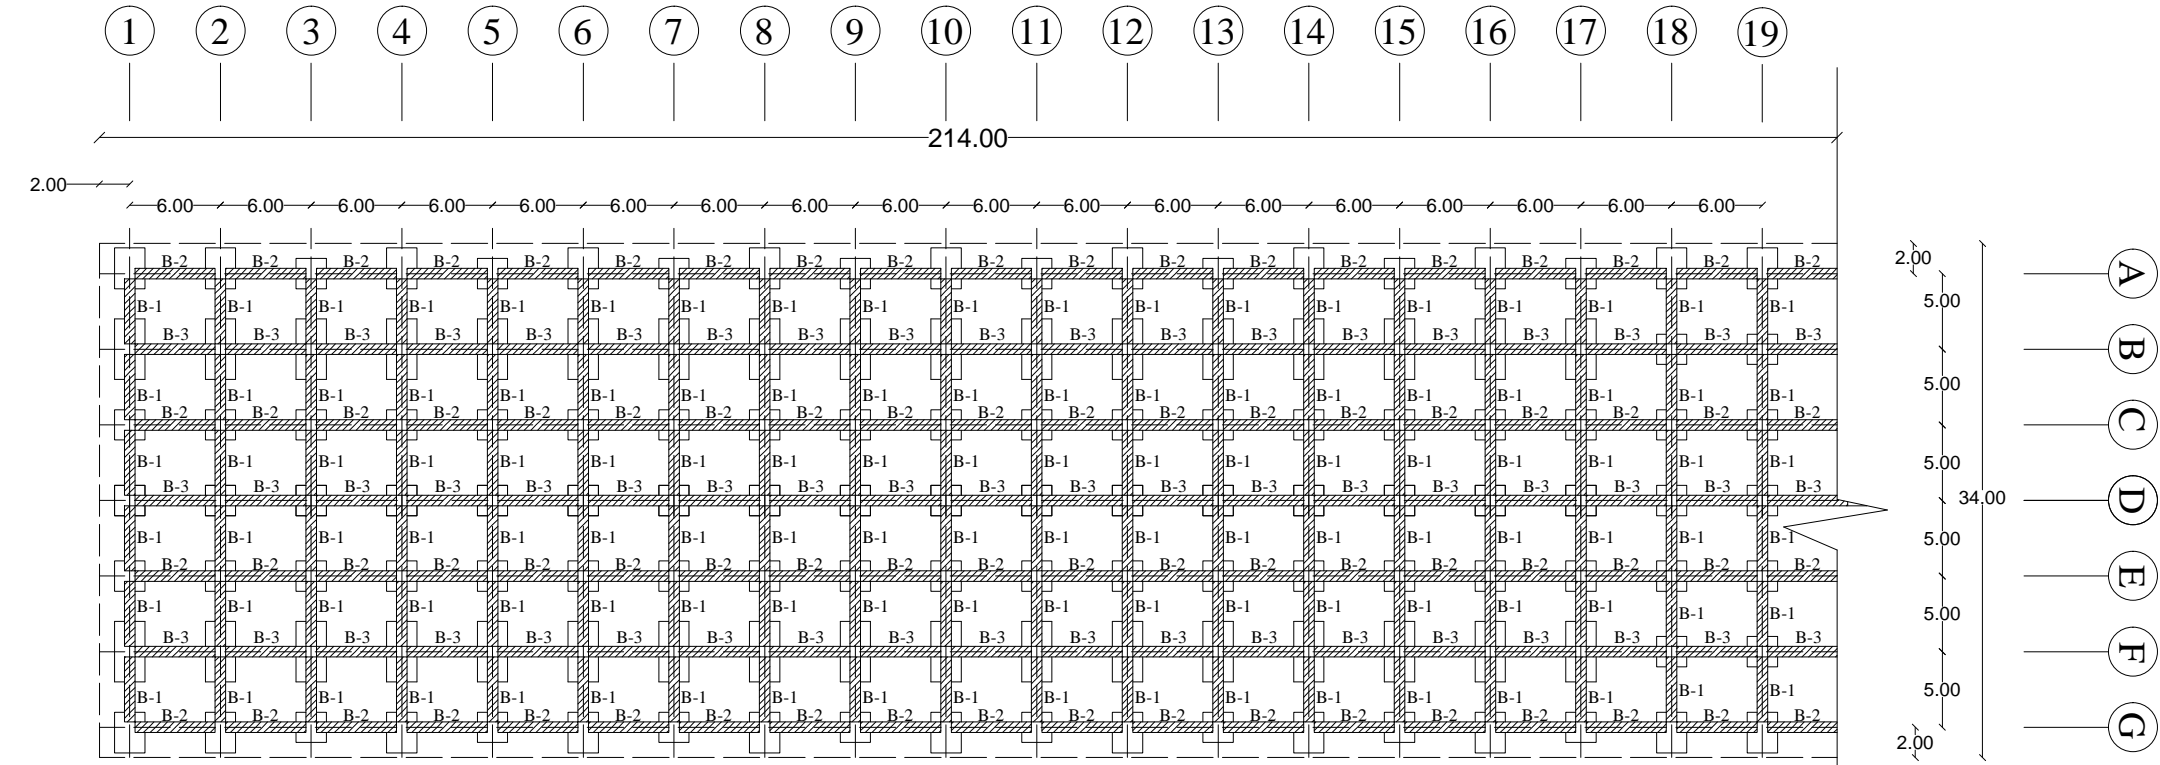 1 2 3 4 5 6 7 8 9 10 11 12 13 14 15 16 17 18 19
214.00
2.00
6.00 6.00 6.00 6.00 6.00 6.00 6.00 6.00 6.00 6.00 6.00 6.00 6.00 6.00 6.00 6.00 6.00 6.00
B-2 B-2 B-2 B-2 B-2 B-2 B-2 B-2 B-2 B-2 B-2 B-2 B-2 B-2 B-2 B-2 B-2 B-2 B-2
2.00
A
B-1 B-1 B-1 B-1 B-1 B-1 B-1 B-1 B-1 B-1 B-1 B-1 B-1 B-1 B-1 B-1 B-1 B-1 B-1
5.00
B-3 B-3 B-3 B-3 B-3 B-3 B-3 B-3 B-3 B-3 B-3 B-3 B-3 B-3 B-3 B-3 B-3 B-3 B-3
B
B-1 B-1 B-1 B-1 B-1 B-1 B-1 B-1 B-1 B-1 B-1 B-1 B-1 B-1 B-1 B-1 B-1 B-1 B-1
5.00
B-2 B-2 B-2 B-2 B-2 B-2 B-2 B-2 B-2 B-2 B-2 B-2 B-2 B-2 B-2 B-2 B-2 B-2 B-2
C
B-1 B-1 B-1 B-1 B-1 B-1 B-1 B-1 B-1 B-1 B-1 B-1 B-1 B-1 B-1 B-1 B-1 B-1 B-1
5.00
B-3 B-3 B-3 B-3 B-3 B-3 B-3 B-3 B-3 B-3 B-3 B-3 B-3 B-3 B-3 B-3 B-3 B-3 B-3
34.00
D
B-1 B-1 B-1 B-1 B-1 B-1 B-1 B-1 B-1 B-1 B-1 B-1 B-1 B-1 B-1 B-1 B-1 B-1 B-1
5.00
B-2 B-2 B-2 B-2 B-2 B-2 B-2 B-2 B-2 B-2 B-2 B-2 B-2 B-2 B-2 B-2 B-2 B-2 B-2
E
B-1 B-1 B-1 B-1 B-1 B-1 B-1 B-1 B-1 B-1 B-1 B-1 B-1 B-1 B-1 B-1 B-1 B-1 B-1
5.00
B-3 B-3 B-3 B-3 B-3 B-3 B-3 B-3 B-3 B-3 B-3 B-3 B-3 B-3 B-3 B-3 B-3 B-3 B-3
F
B-1 B-1 B-1 B-1 B-1 B-1 B-1 B-1 B-1 B-1 B-1 B-1 B-1 B-1 B-1 B-1 B-1 B-1 B-1
5.00
B-2 B-2 B-2 B-2 B-2 B-2 B-2 B-2 B-2 B-2 B-2 B-2 B-2 B-2 B-2 B-2 B-2 B-2 B-2
G
2.00